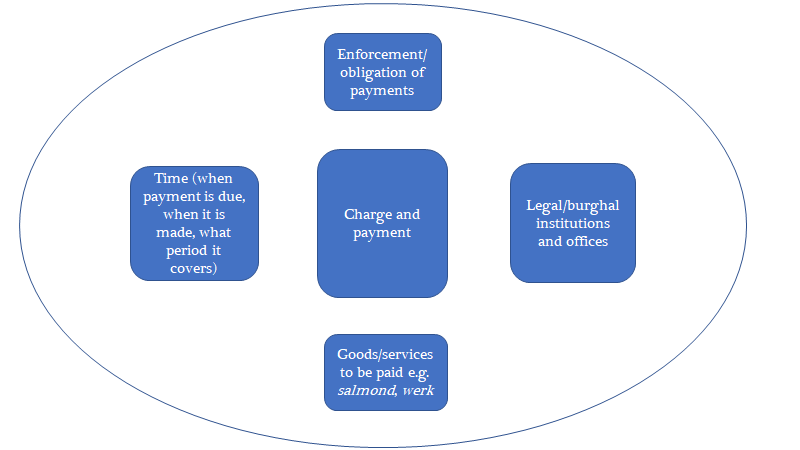 Enforcement/
obligation of
payments
Time (when
payment is due,
when it is
made, what
period it
covers)
Charge and
payment
Legal/burghal
institutions
and offices
Goods/services
to be paid e.g.
salmond, werk